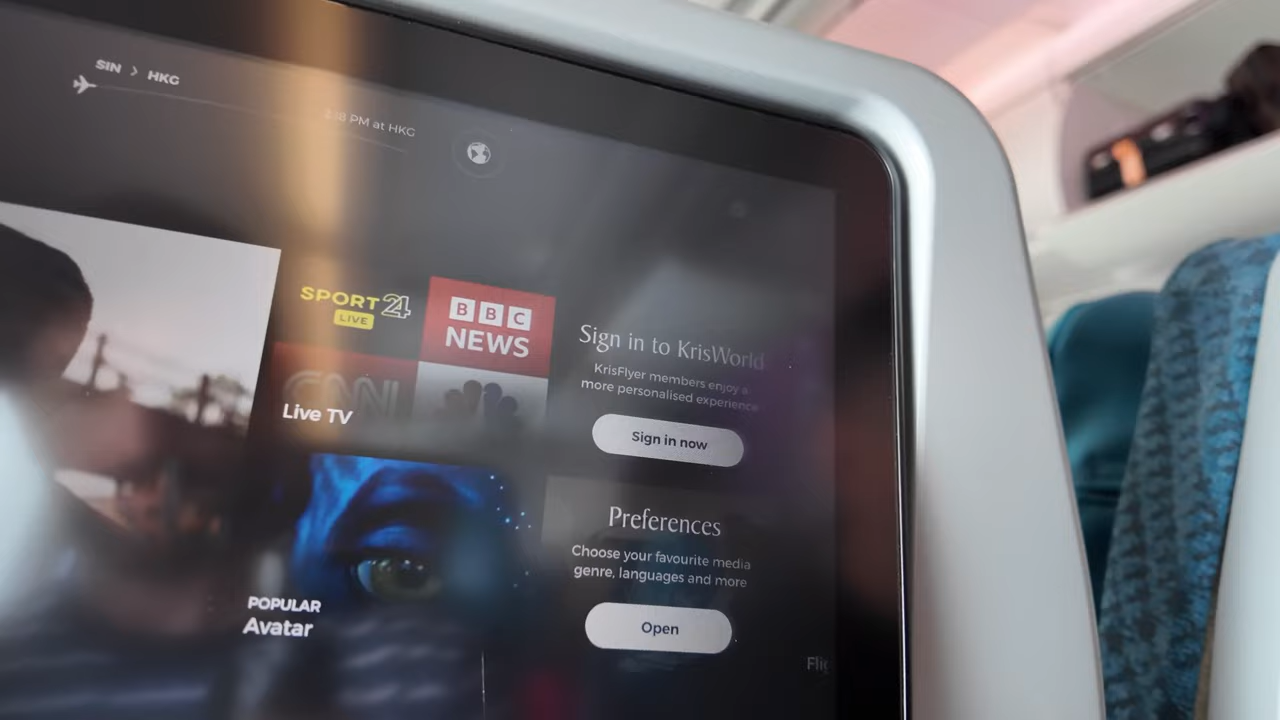 SIN > HKG
PM at HKG
SPORT 24
LIVE
BBC
NEWS
CNN
Live TV
Sign in to KrisWorld
KrisFlyer members enjoy a
more personalised experience
Sign in now
POPULAR
Avatar
Preferences
Choose your favourite media
genre, languages and more
Open